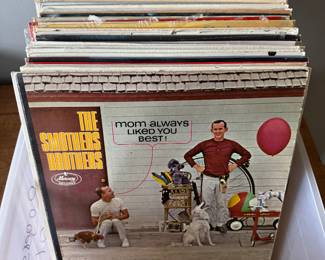 THE
SMOTHERS
BROTHERS
Mercury
mom always
liked you
best!